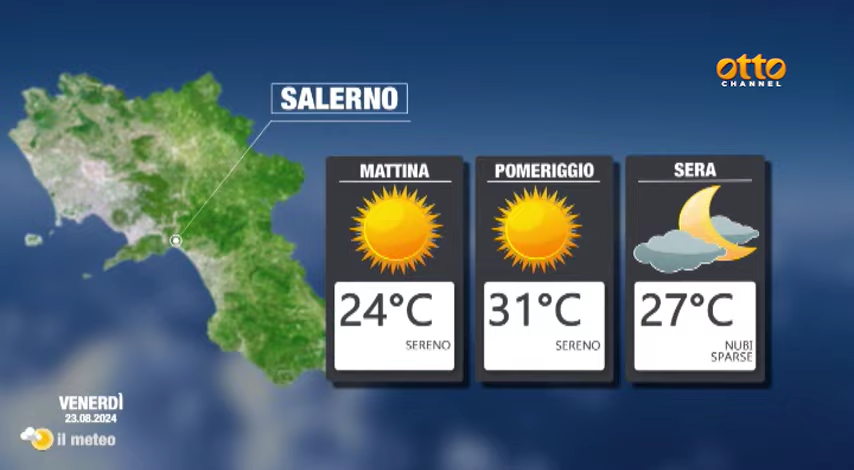 otto
CHANNEL
SALERNO
MATTINA
24°C
SERENO
POMERIGGIO
31°C
SERENO
SERA
27°C
NUBI
SPARSE
VENERDÌ
23.08.2024
il meteo